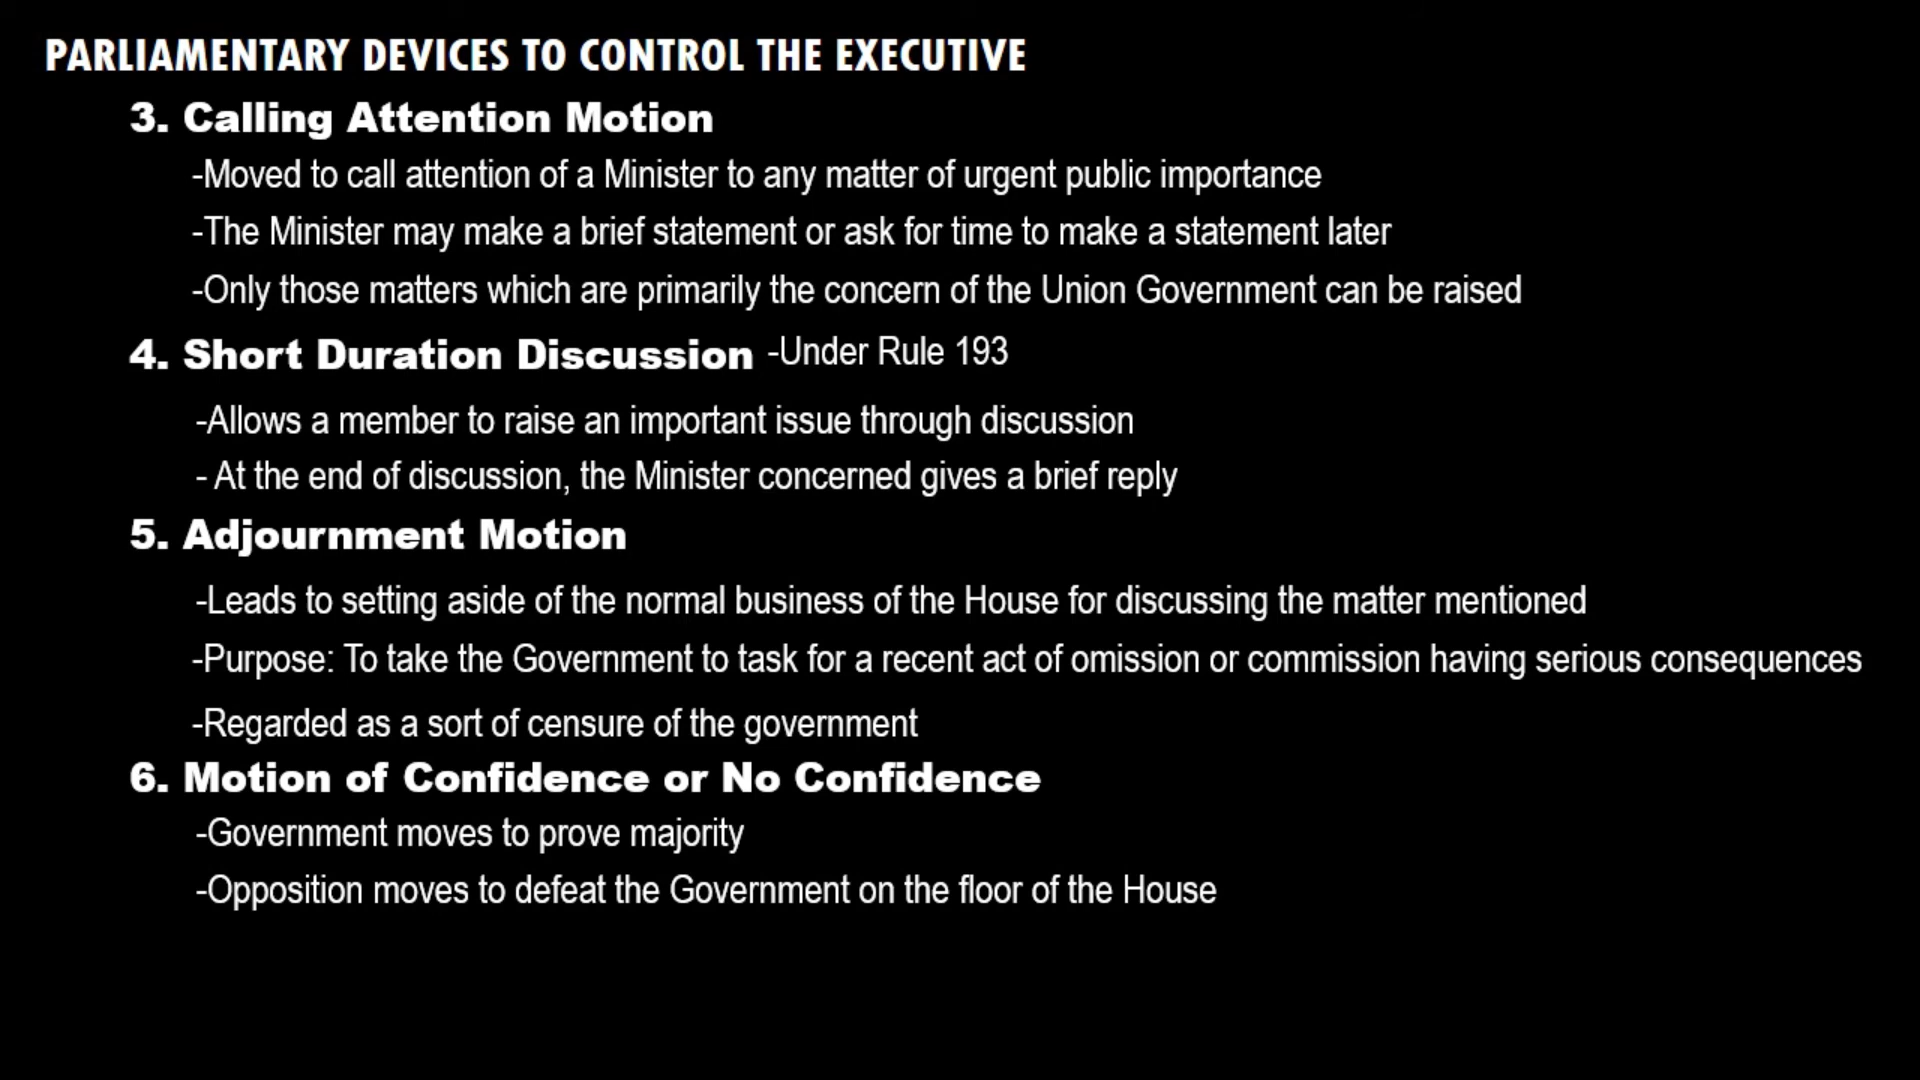 PARLIAMENTARY DEVICES TO CONTROL THE EXECUTIVE
3. Calling Attention Motion
-Moved to call attention of a Minister to any matter of urgent public importance
-The Minister may make a brief statement or ask for time to make a statement later
-Only those matters which are primarily the concern of the Union Government can be raised
4. Short Duration Discussion -Under Rule 193
-Allows a member to raise an important issue through discussion
- At the end of discussion, the Minister concerned gives a brief reply
5. Adjournment Motion
-Leads to setting aside of the normal business of the House for discussing the matter mentioned
-Purpose: To take the Government to task for a recent act of omission or commission having serious consequences
-Regarded as a sort of censure of the government
6. Motion of Confidence or No Confidence
-Government moves to prove majority
-Opposition moves to defeat the Government on the floor of the House